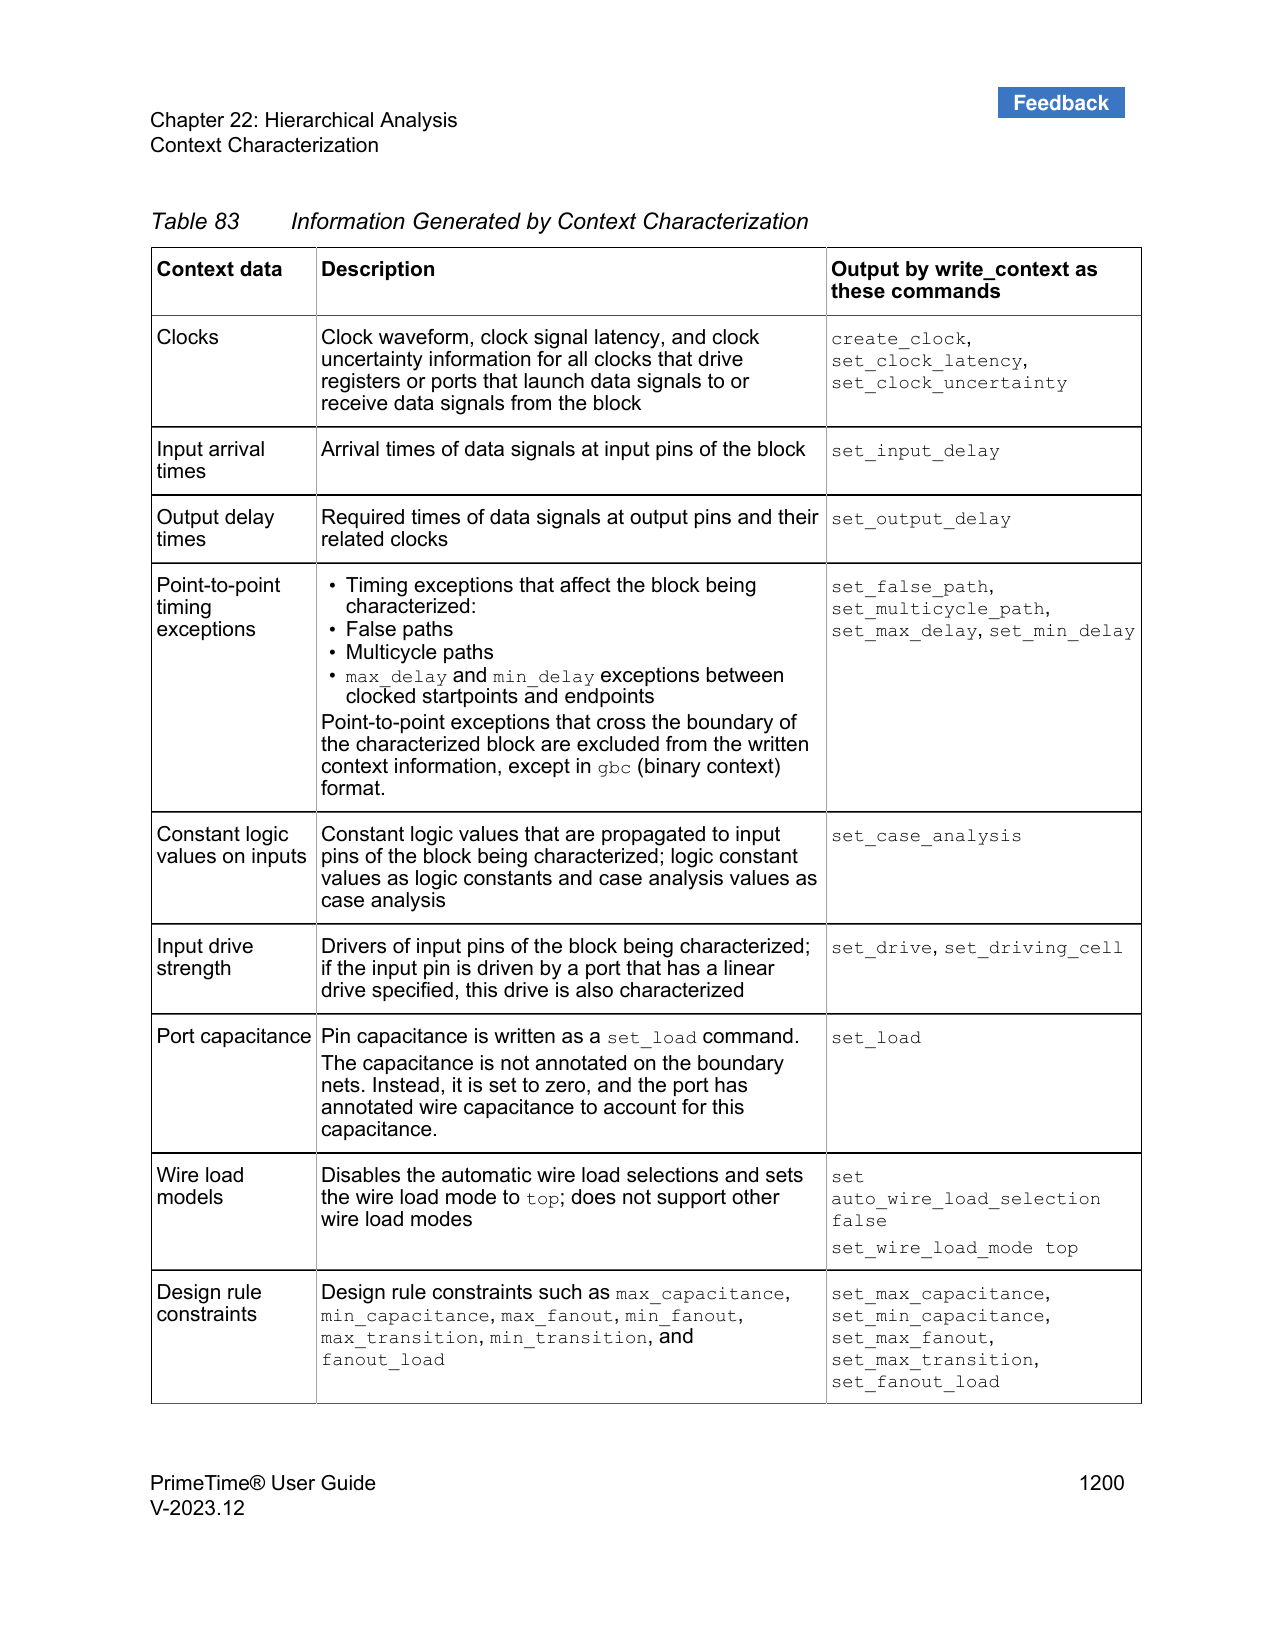 Feedback
Chapter 22: Hierarchical Analysis
Context Characterization
Table 83 Information Generated by Context Characterization
Context data Description Output by write_context as
these commands
Clocks Clock waveform, clock signal latency, and clock
uncertainty information for all clocks that drive
registers or ports that launch data signals to or
receive data signals from the block
create_clock,
set_clock_latency,
set_clock_uncertainty
Input arrival
times
Arrival times of data signals at input pins of the block
set_input_delay
Output delay
times
Required times of data signals at output pins and their
related clocks
set_output_delay
Point-to-point
timing
exceptions
• Timing exceptions that affect the block being
characterized:
• False paths
• Multicycle paths
• max_delay and min_delay exceptions between
clocked startpoints and endpoints
Point-to-point exceptions that cross the boundary of
the characterized block are excluded from the written
context information, except in gbc (binary context)
format.
set_false_path,
set_multicycle_path,
set_max_delay, set_min_delay
Constant logic
values on inputs
Constant logic values that are propagated to input
pins of the block being characterized; logic constant
values as logic constants and case analysis values as
case analysis
set_case_analysis
Input drive
strength
Drivers of input pins of the block being characterized;
if the input pin is driven by a port that has a linear
drive specified, this drive is also characterized
set_drive, set_driving_cell
Port capacitance
Pin capacitance is written as a set_load command.
The capacitance is not annotated on the boundary
nets. Instead, it is set to zero, and the port has
annotated wire capacitance to account for this
capacitance.
set_load
Wire load
models
Disables the automatic wire load selections and sets
the wire load mode to top; does not support other
wire load modes
set
auto_wire_load_selection
false
set_wire_load_mode top
Design rule
constraints
Design rule constraints such as max_capacitance,
min_capacitance, max_fanout, min_fanout,
max_transition, min_transition, and
fanout_load
set_max_capacitance,
set_min_capacitance,
set_max_fanout,
set_max_transition,
set_fanout_load
PrimeTime® User Guide 1200
V-2023.12